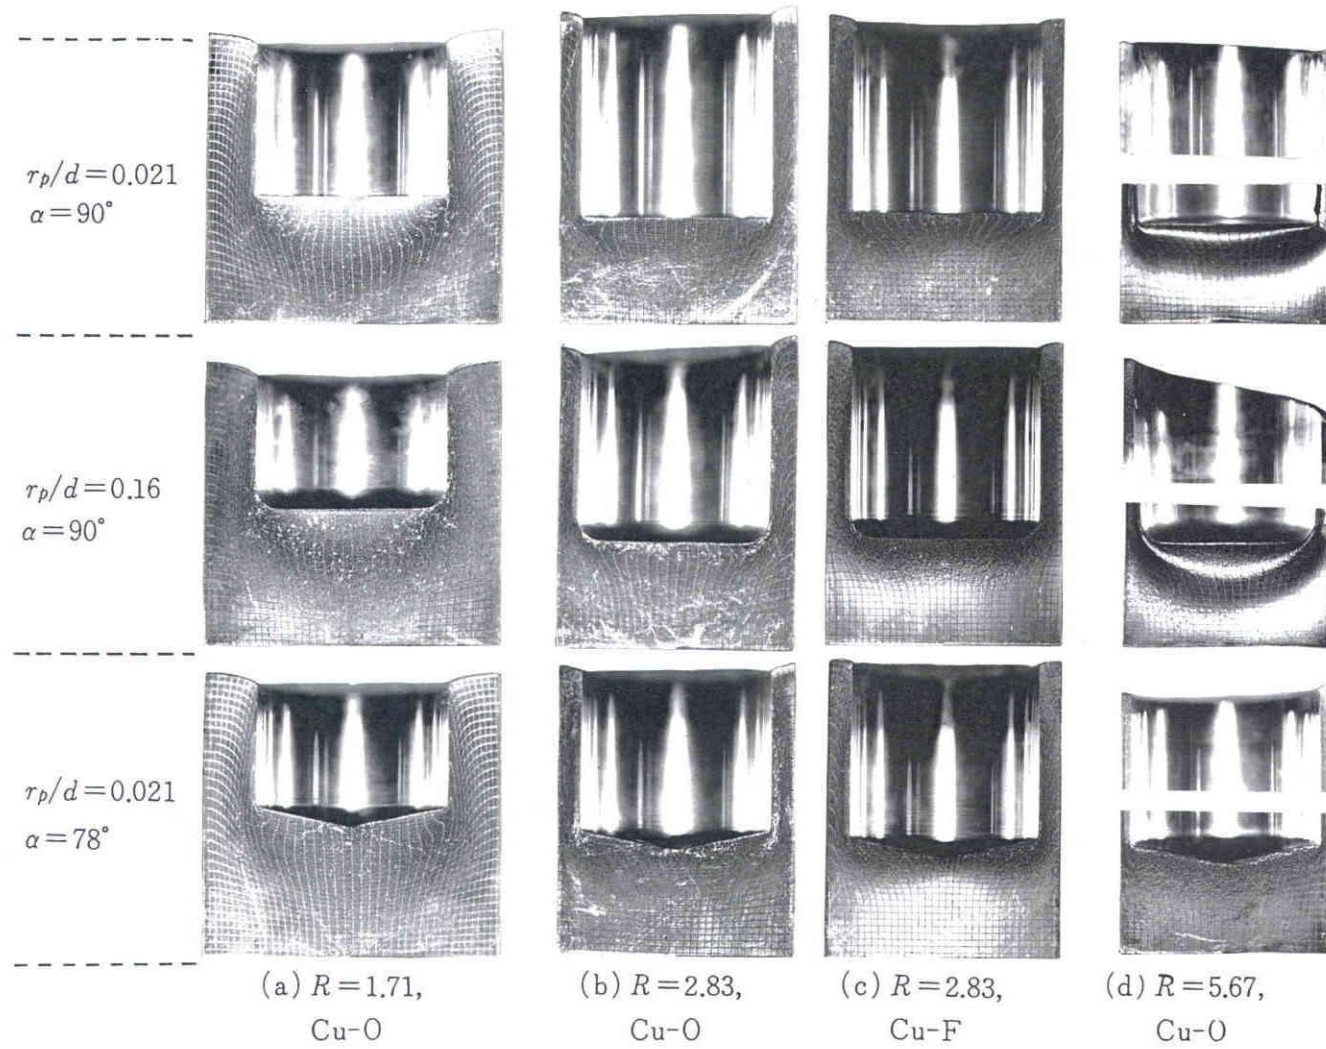 r_p/d=0.021
α=90°
r_p/d=0.16
α=90°
r_p/d=0.021
α=78°
(a) R=1.71,
Cu-O
(b) R=2.83,
Cu-O
(c) R=2.83,
Cu-F
(d) R=5.67,
Cu-O